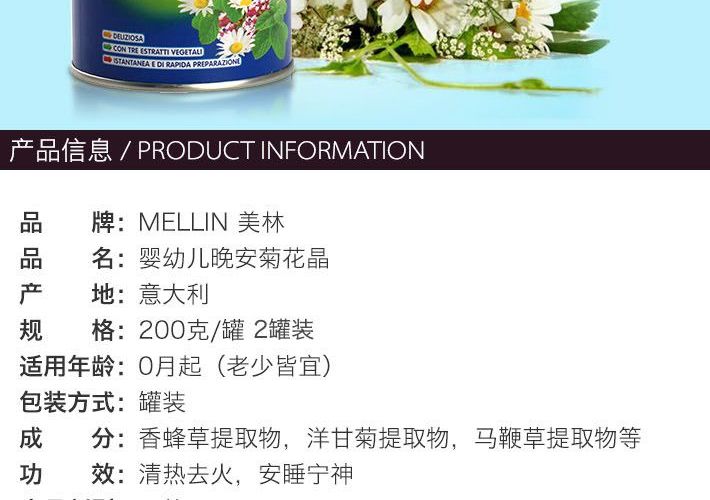 DELIZIOSA
CON TRE ESTRATTI VEGETALI
ISTANTANEA E DI RAPIDA PREPARAZIONE
产品信息 / PRODUCT INFORMATION
品 牌：MELLIN 美林
品 名：婴幼儿晚安菊花晶
产 地：意大利
规 格：200克/罐 2罐装
适用年龄：0月起（老少皆宜）
包装方式：罐装
成 分：香蜂草提取物，洋甘菊提取物，马鞭草提取物等
功 效：清热去火，安睡宁神